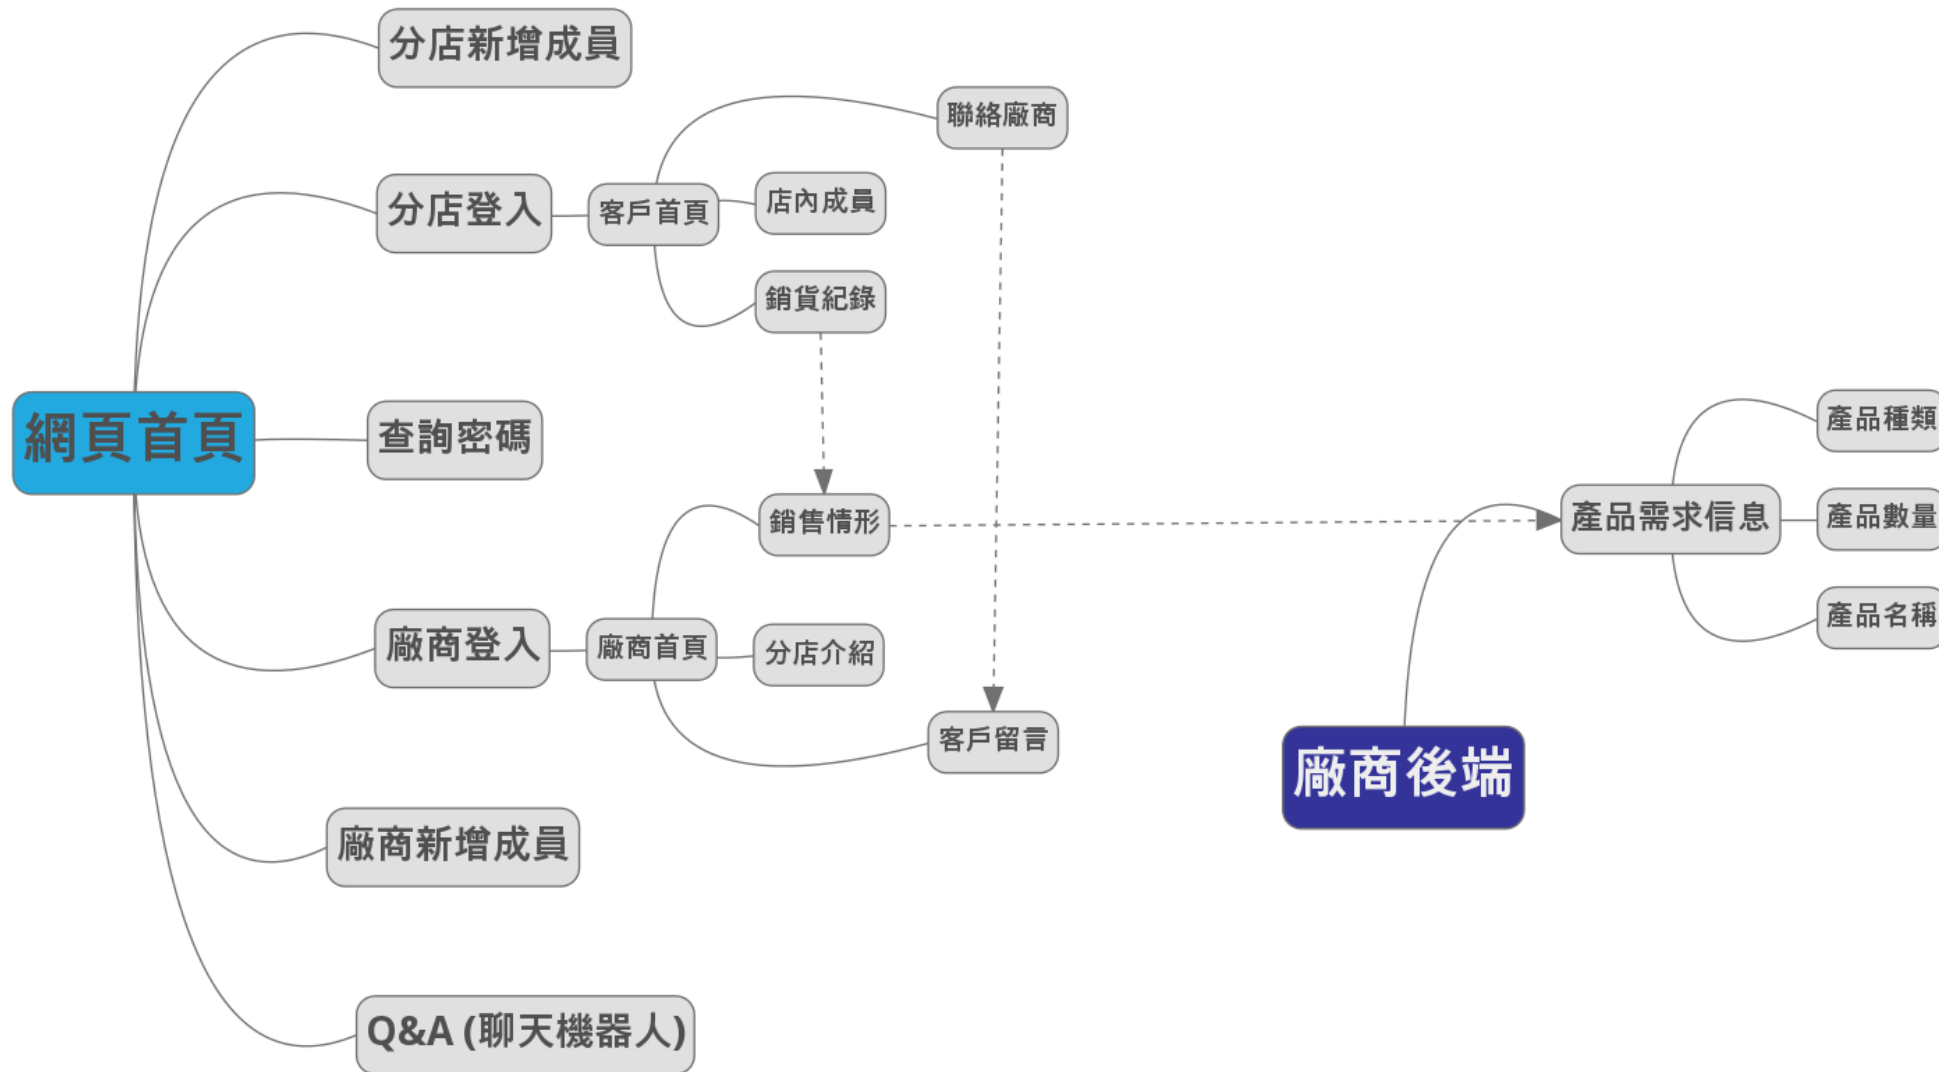 分店新增成員
聯絡廠商
分店登入
客戶首頁
店內成員
銷貨紀錄
網頁首頁
查詢密碼
銷售情形
廠商登入
廠商首頁
分店介紹
客戶留言
廠商新增成員
Q&A (聊天機器人)
廠商後端
產品需求信息
產品種類
產品數量
產品名稱